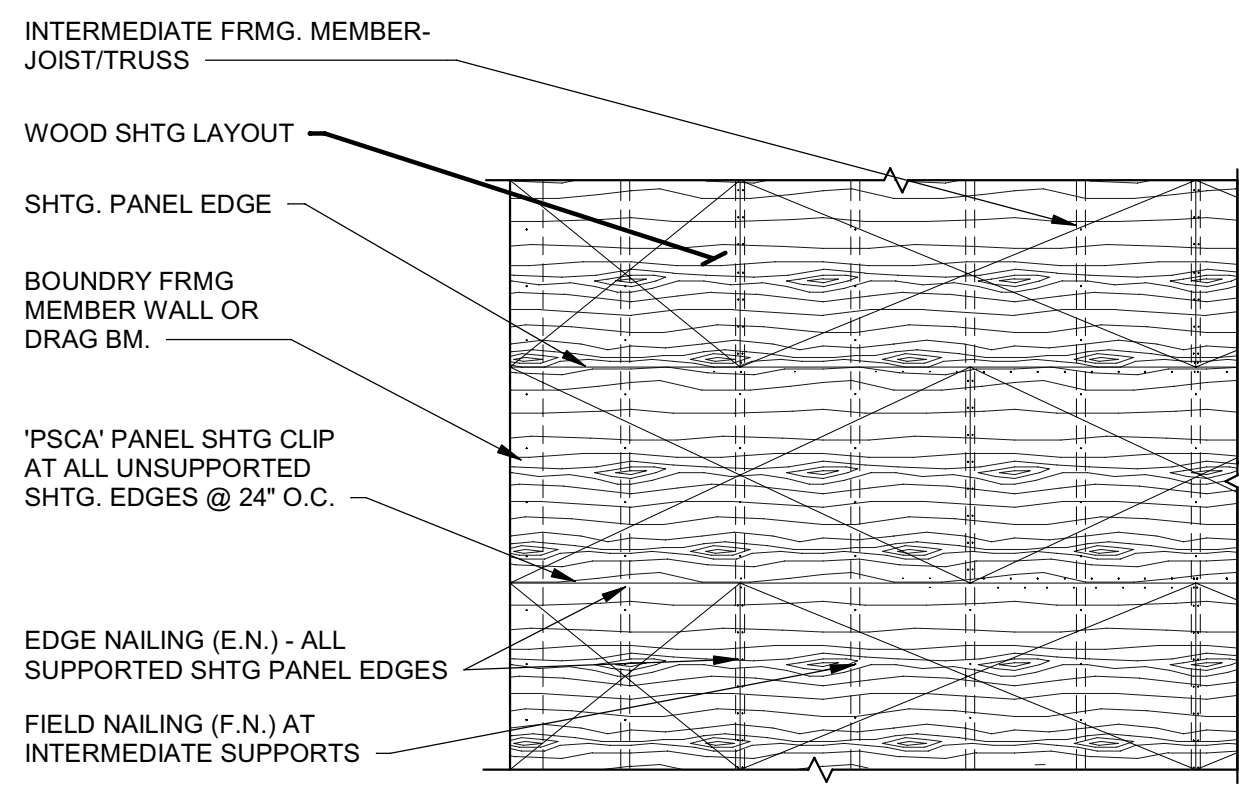 INTERMEDIATE FRMG. MEMBER-
JOIST/TRUSS
WOOD SHTG LAYOUT
SHTG. PANEL EDGE
BOUNDRY FRMG
MEMBER WALL OR
DRAG BM.
'PSCA' PANEL SHTG CLIP
AT ALL UNSUPPORTED
SHTG. EDGES @ 24" O.C.
EDGE NAILING (E.N.) - ALL
SUPPORTED SHTG PANEL EDGES
FIELD NAILING (F.N.) AT
INTERMEDIATE SUPPORTS